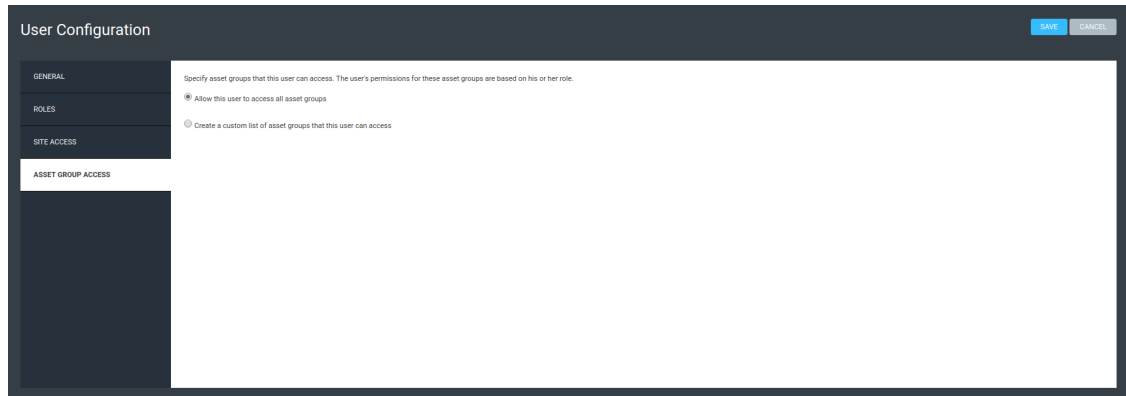 User Configuration
SAVE
CANCEL
GENERAL
ROLES
SITE ACCESS
ASSET GROUP ACCESS
Specify asset groups that this user can access. The user's permissions for these asset groups are based on his or her role.
Allow this user to access all asset groups
Create a custom list of asset groups that this user can access